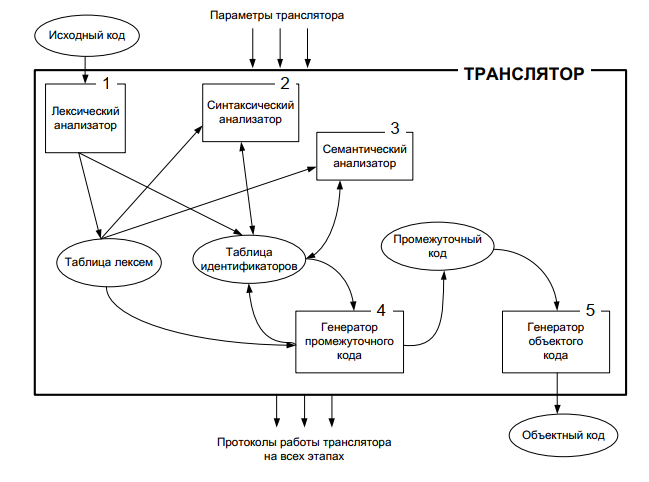 Параметры транслятора
Исходный код
ТРАНСЛЯТОР
1
Лексический
анализатор
2
Синтаксический
анализатор
3
Семантический
анализатор
Таблица лексем
Таблица
идентификаторов
Промежуточный
код
4
Генератор
промежуточного
кода
5
Генератор
объектого
кода
Объектный код
Протоколы работы транслятора
на всех этапах